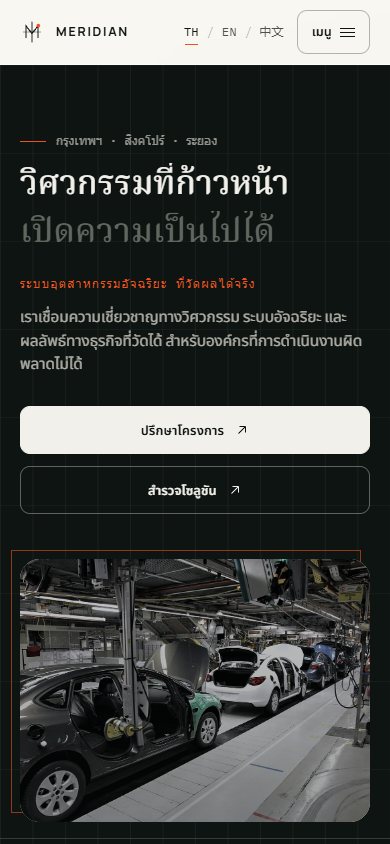 MERIDIAN
TH / EN / 中文
เมนู
กรุงเทพฯ · สิงคโปร์ · ระยอง
วิศวกรรมที่ก้าวหน้า
เปิดความเป็นไปได้
ระบบอุตสาหกรรมอัจฉริยะ ที่วัดผลได้จริง
เราเชื่อมความเชี่ยวชาญทางวิศวกรรม ระบบอัจฉริยะ และ
ผลลัพธ์ทางธุรกิจที่วัดได้ สำหรับองค์กรที่การดำเนินงานผิด
พลาดไม่ได้
ปรึกษาโครงการ
สำรวจโซลูชัน